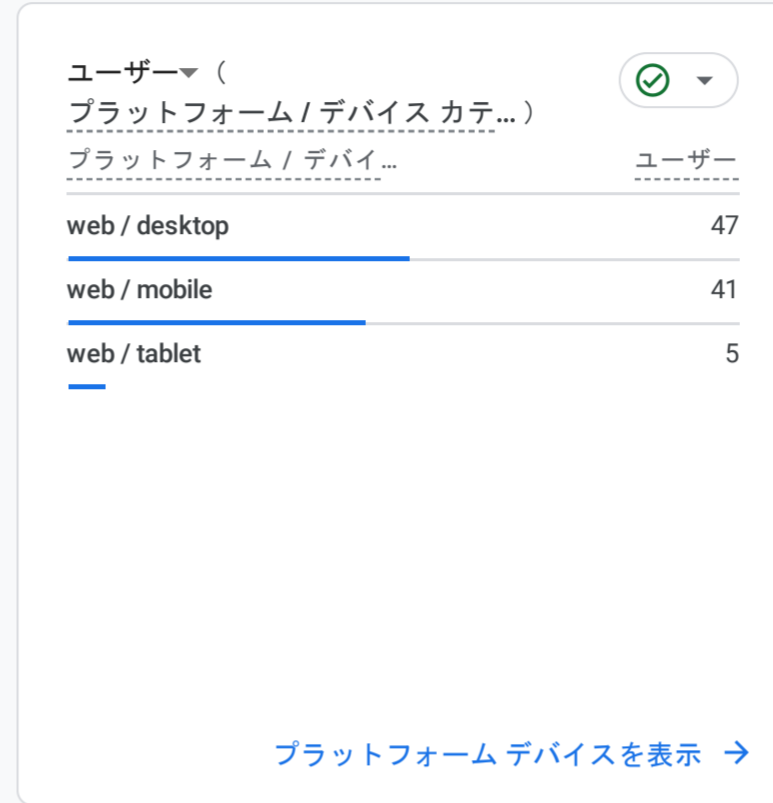 ユーザー（
プラットフォーム / デバイス カテ...）
プラットフォーム / デバイ... ユーザー
web / desktop 47
web / mobile 41
web / tablet 5
プラットフォーム デバイスを表示 →